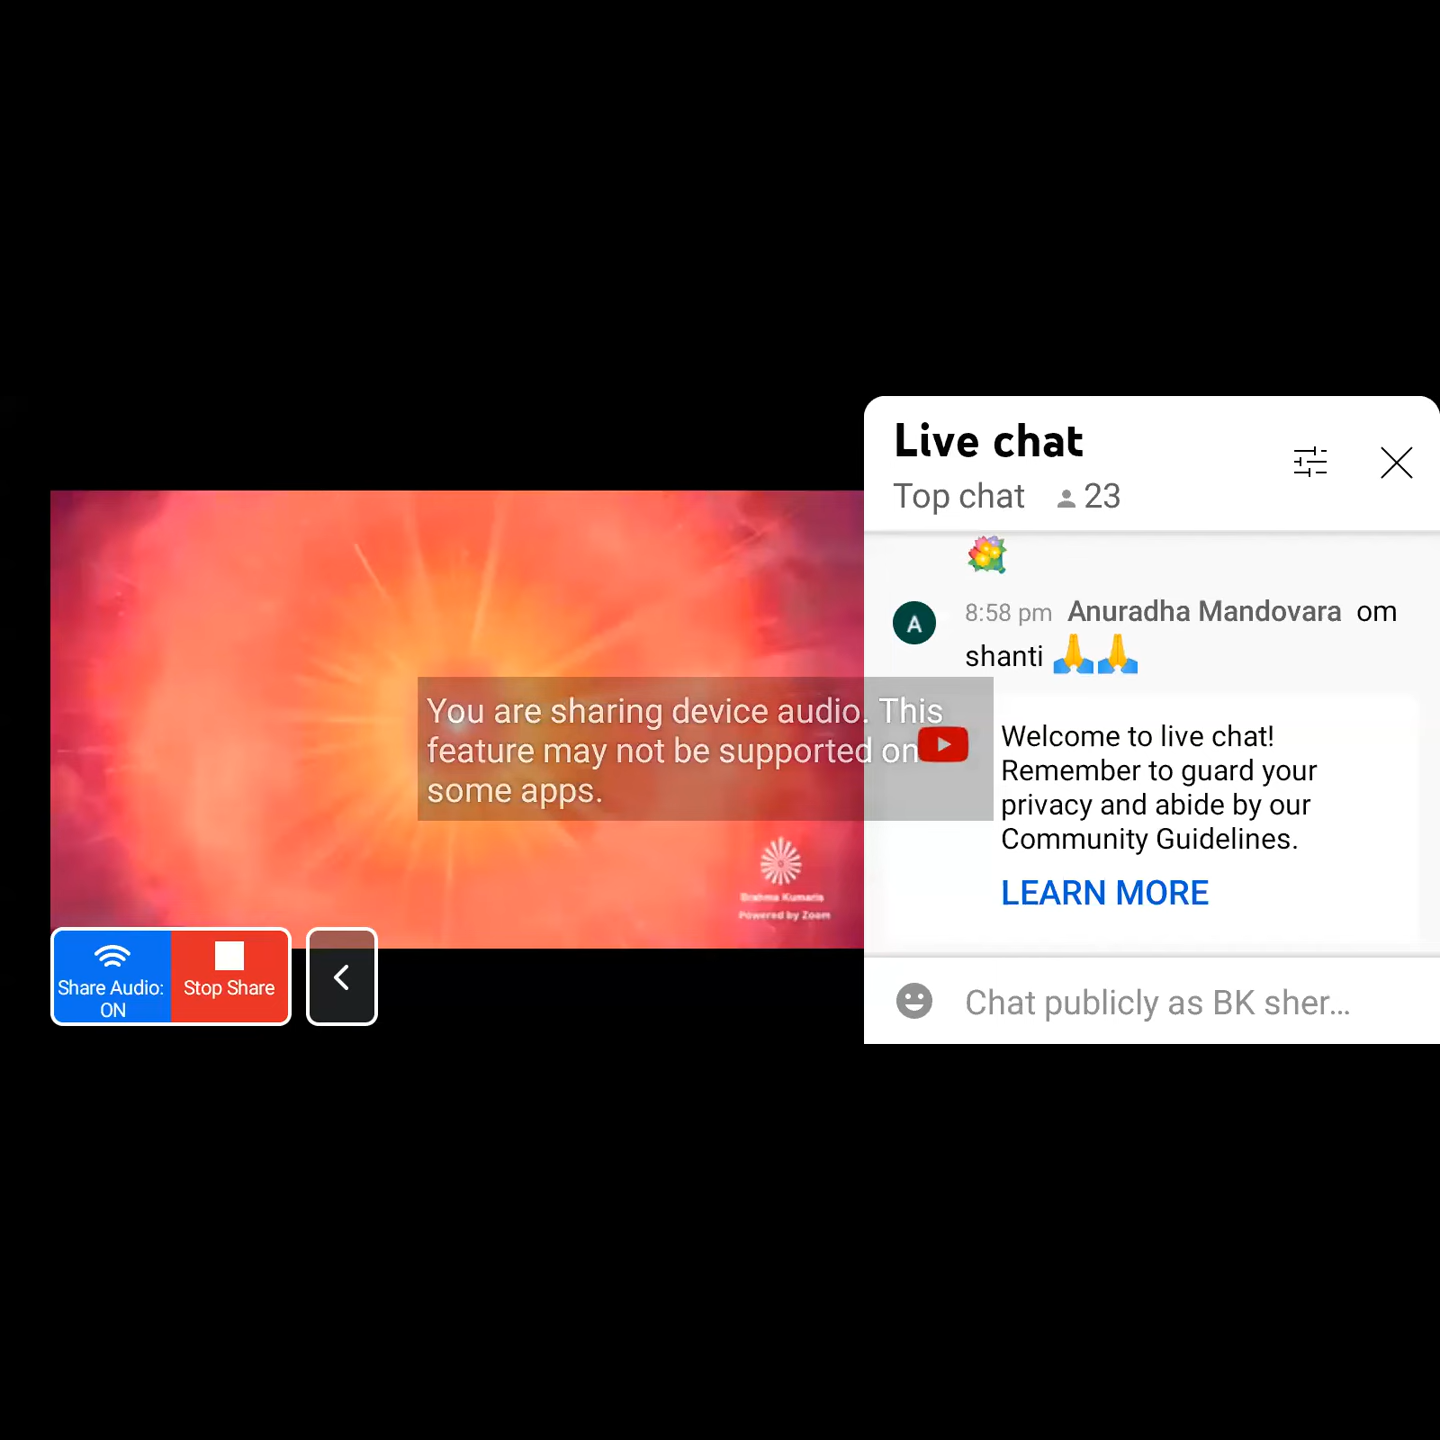 Live chat
Top chat 23
8:58 pm Anuradha Mandovara om
shanti 🙏🙏
You are sharing device audio. This
feature may not be supported on
some apps.
Welcome to live chat!
Remember to guard your
privacy and abide by our
Community Guidelines.
LEARN MORE
Brahma Kumaris
Powered by Zoom
Share Audio:
ON
Stop Share
A
Chat publicly as BK sher...